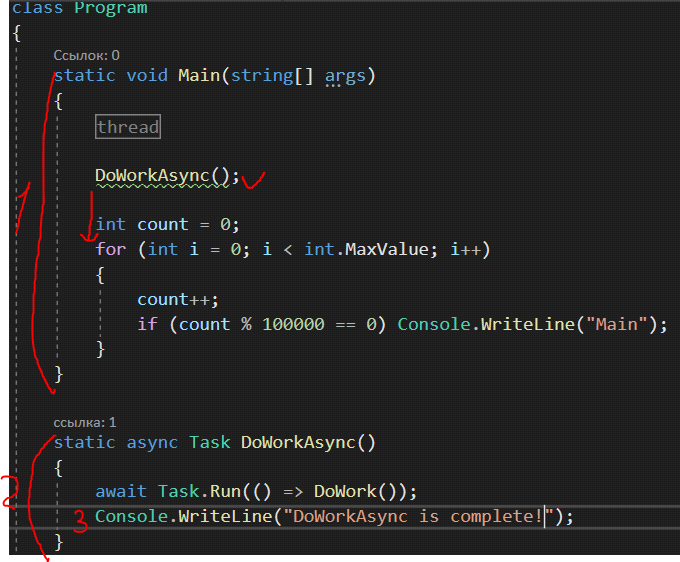 class Program
{
Ссылок: 0
static void Main(string[] args)
{
thread
DoWorkAsync();
int count = 0;
for (int i = 0; i < int.MaxValue; i++)
{
count++;
if (count % 100000 == 0) Console.WriteLine("Main");
}
}
ссылка: 1
static async Task DoWorkAsync()
{
2 await Task.Run(() => DoWork());
3 Console.WriteLine("DoWorkAsync is complete!");
}